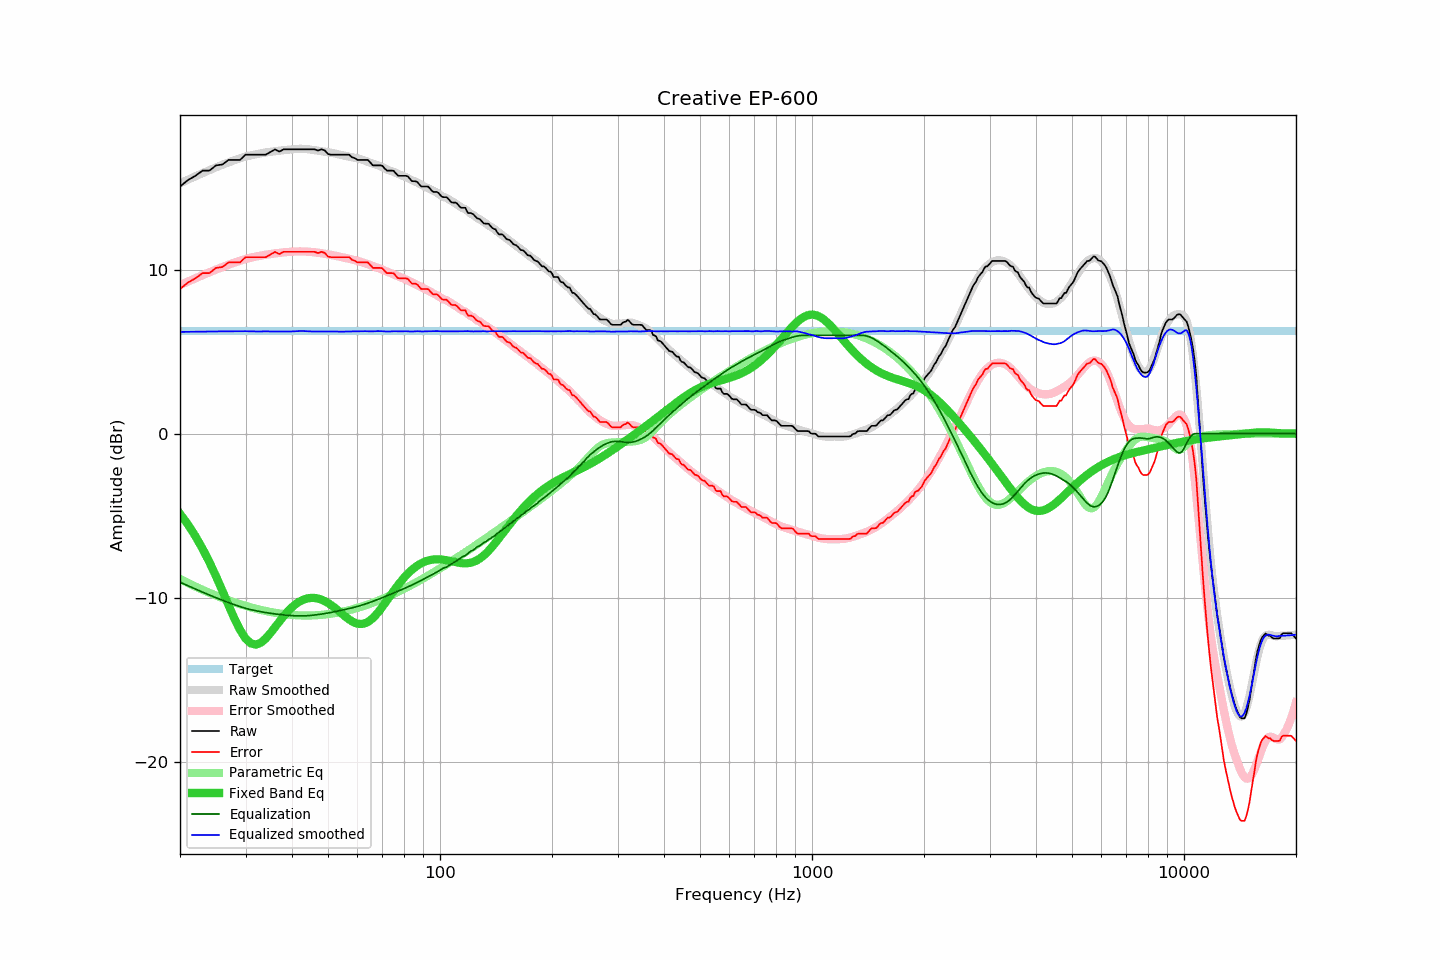 Creative EP-600
Amplitude (dBr)
10
0
−10
−20
Target
Raw Smoothed
Error Smoothed
Raw
Error
Parametric Eq
Fixed Band Eq
Equalization
Equalized smoothed
100
1000
10000
Frequency (Hz)